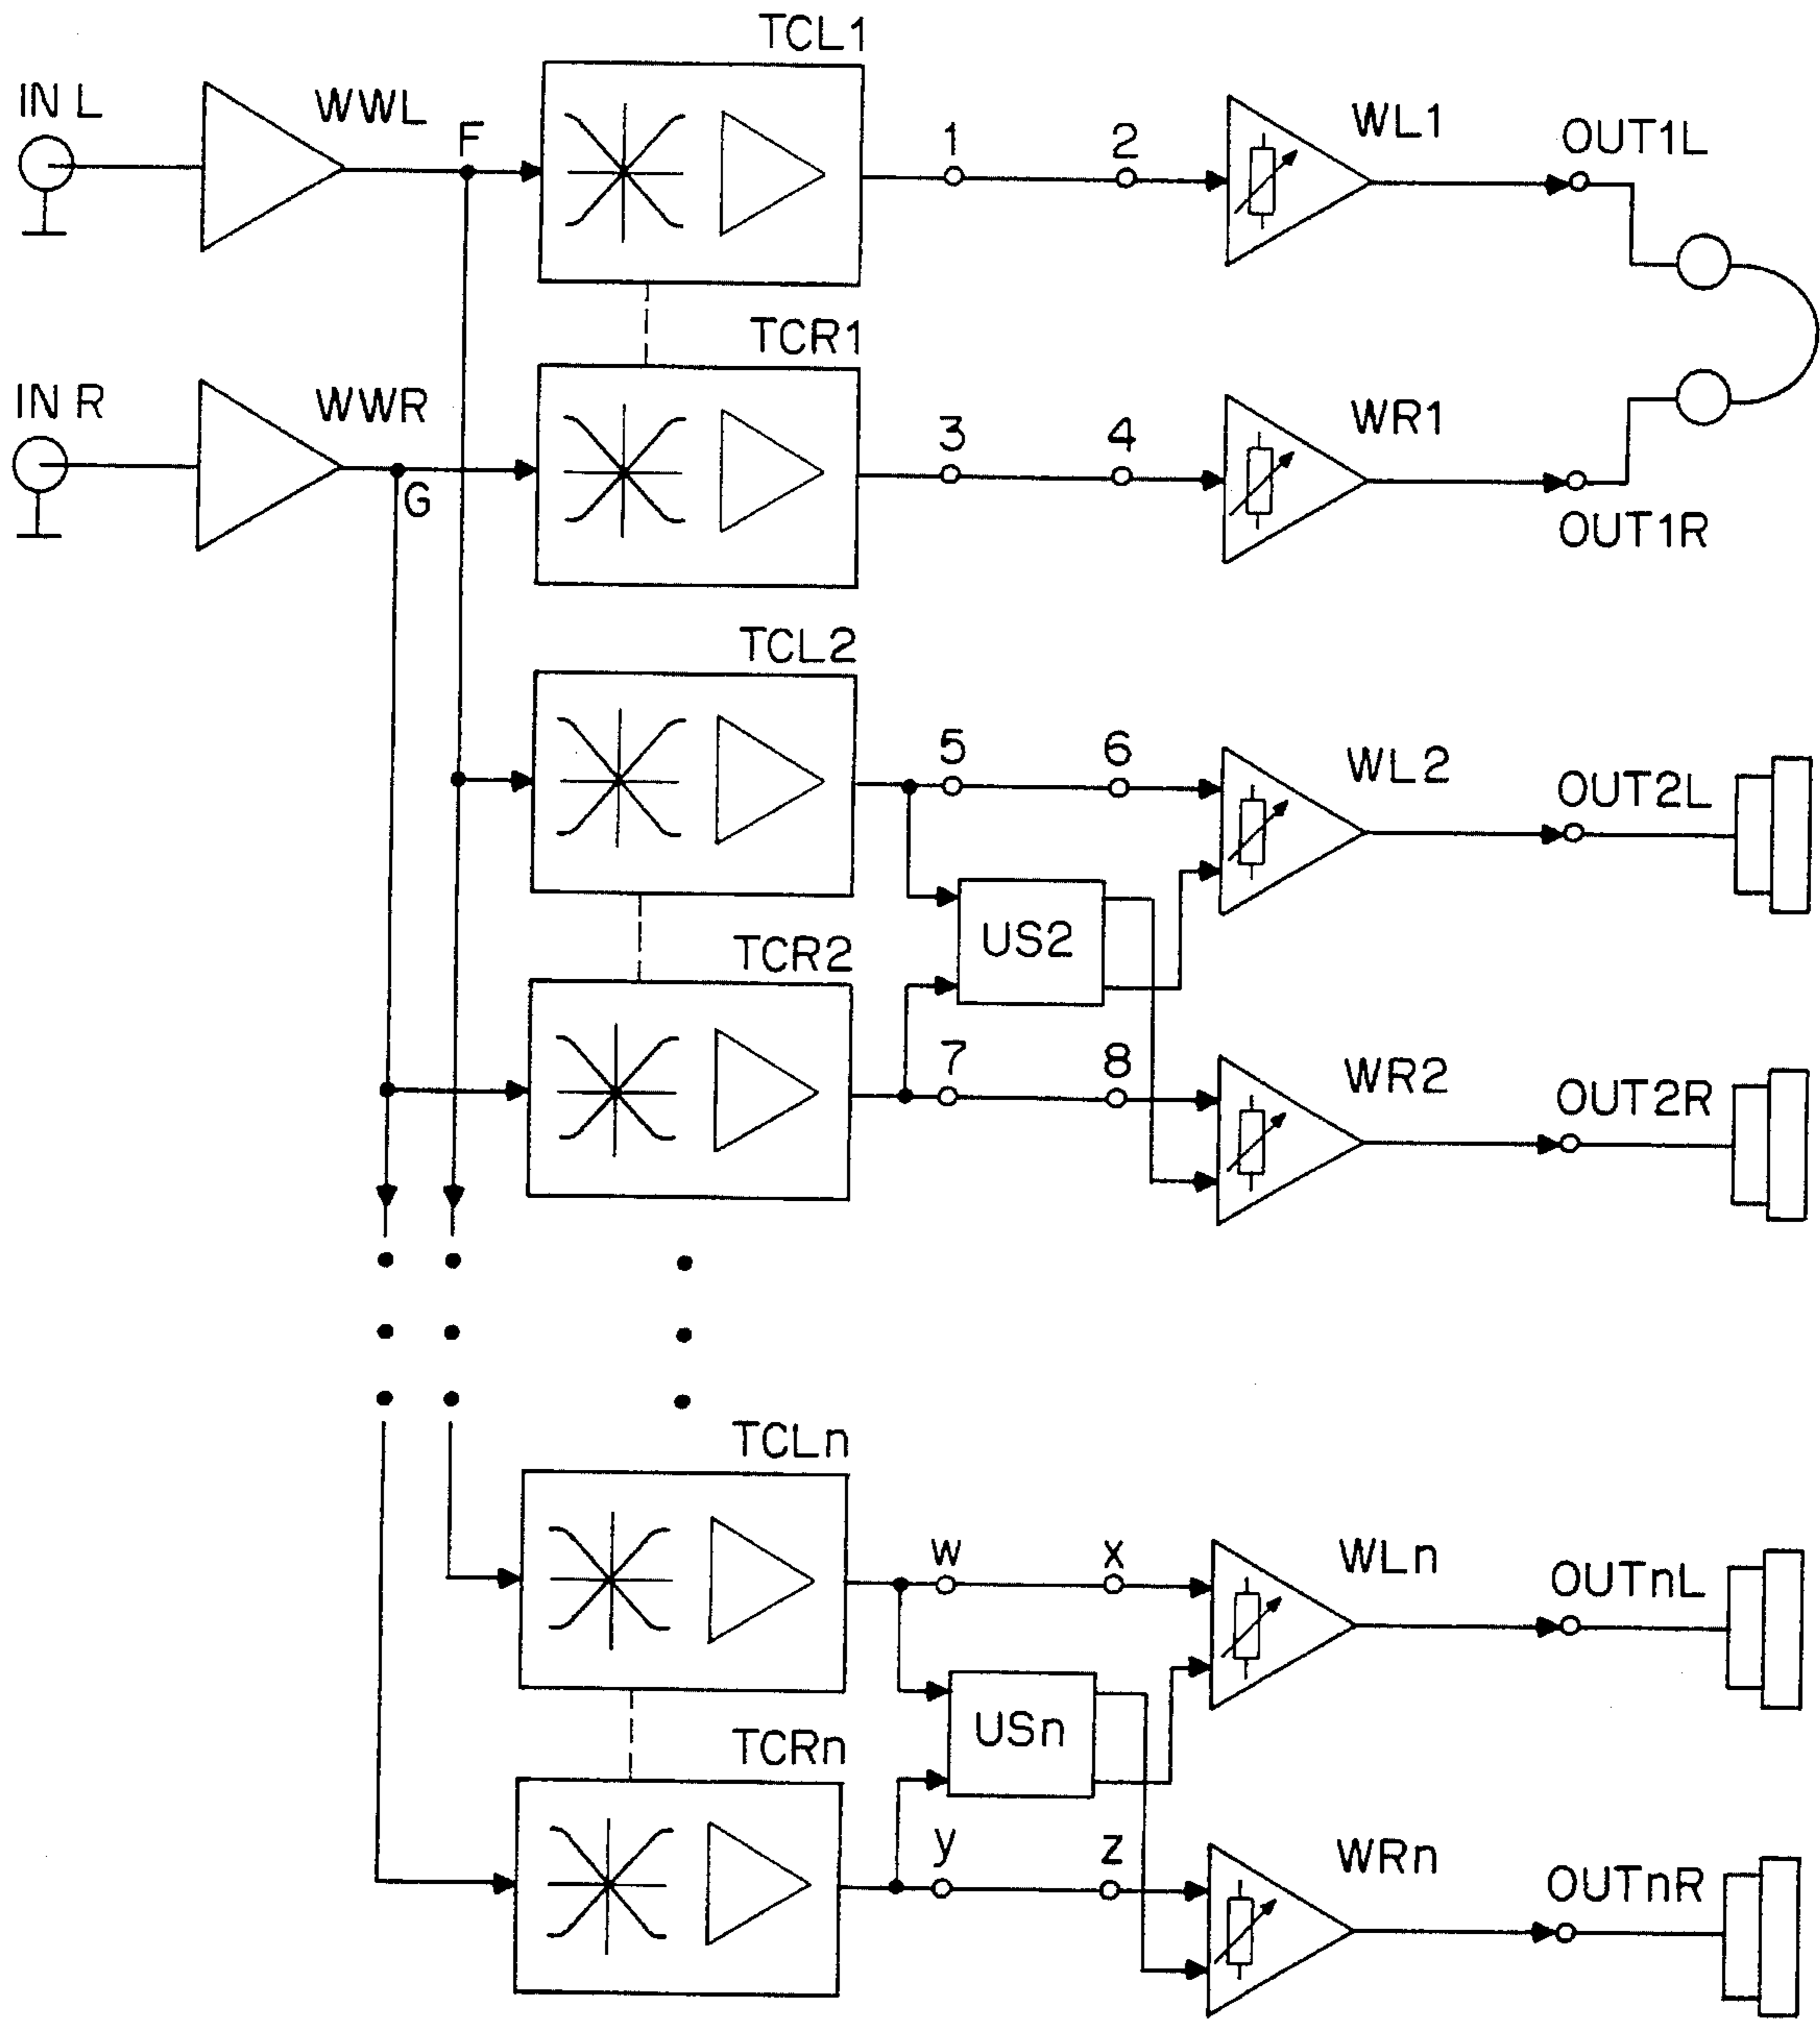 TCL1
IN L
WWL
F
1
2
WL1
OUT1L
TCR1
IN R
WWR
G
3
4
WR1
OUT1R
TCL2
5
6
WL2
OUT2L
US2
TCR2
7
8
WR2
OUT2R
TCLn
w
x
WLn
OUTnL
USn
TCRn
y
z
WRn
OUTnR